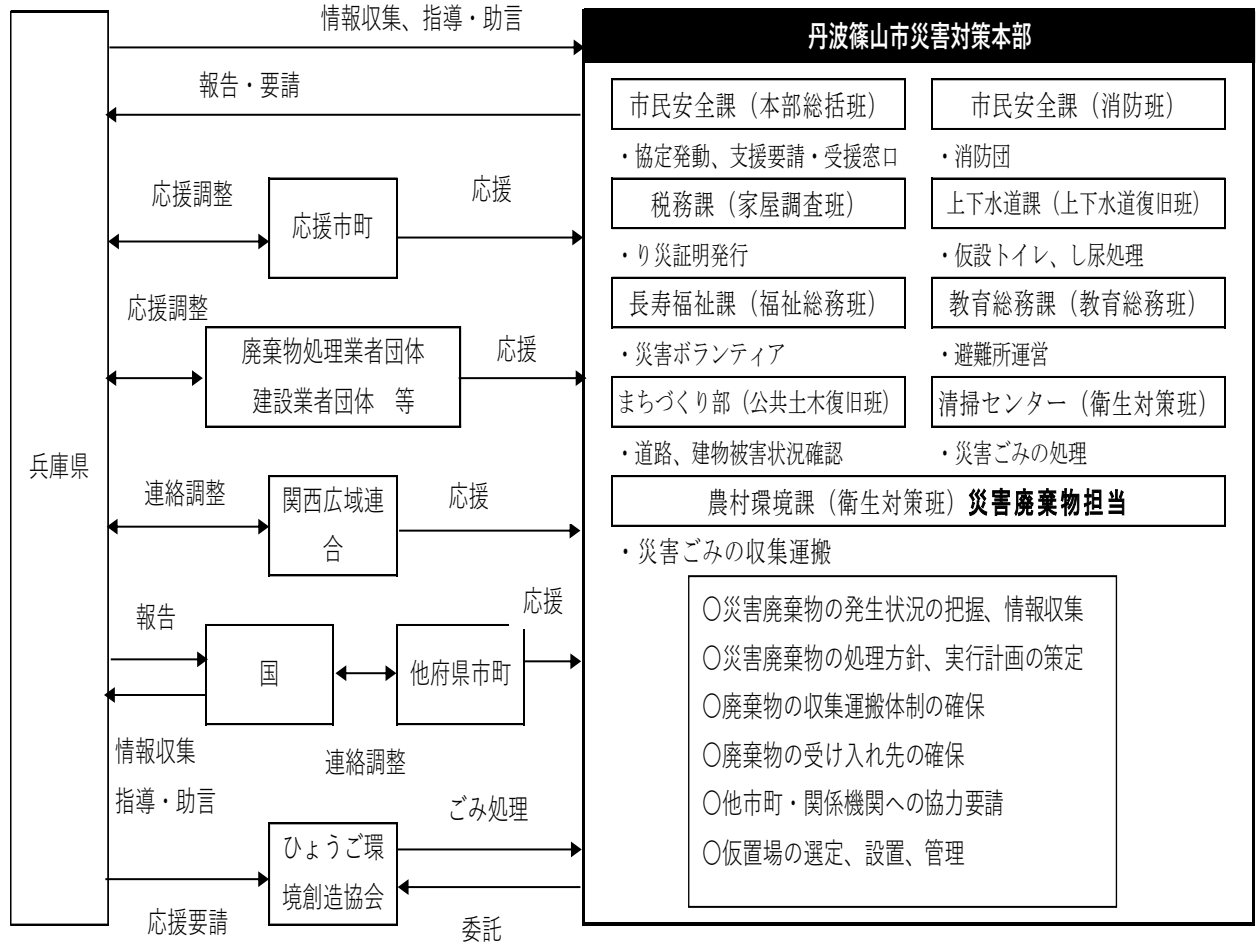 情報収集、指導・助言
報告・要請
応援調整
応援市町
応援
応援調整
廃棄物処理業者団体
建設業者団体　等
応援
兵庫県
連絡調整
関西広域連
合
応援
報告
国
他府県市町
応援
情報収集
指導・助言
連絡調整
ごみ処理
ひょうご環
境創造協会
応援要請
委託
丹波篠山市災害対策本部
市民安全課（本部総括班）
市民安全課（消防班）
・協定発動、支援要請・受援窓口
・消防団
税務課（家屋調査班）
上下水道課（上下水道復旧班）
・り災証明発行
・仮設トイレ、し尿処理
長寿福祉課（福祉総務班）
教育総務課（教育総務班）
・災害ボランティア
・避難所運営
まちづくり部（公共土木復旧班）
清掃センター（衛生対策班）
・道路、建物被害状況確認
・災害ごみの処理
農村環境課（衛生対策班）災害廃棄物担当
・災害ごみの収集運搬
〇災害廃棄物の発生状況の把握、情報収集
〇災害廃棄物の処理方針、実行計画の策定
〇廃棄物の収集運搬体制の確保
〇廃棄物の受け入れ先の確保
〇他市町・関係機関への協力要請
〇仮置場の選定、設置、管理